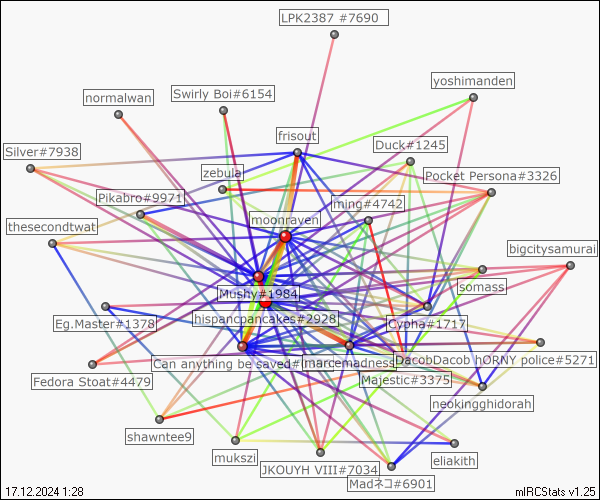 LPK2387 #7690
yoshimanden
Swirly Boi#6154
normalwan
frisout
Duck#1245
Silver#7938
zebula
Pocket Persona#3326
Pikabro#9971
ming#4742
moonraven
thesecondtwat
bigcitysamurai
somass
Mushy#1984
hispancpancakes#2928
Cypha#1717
Eg.Master#1378
Can anything be saved#
marcemadness
DacobDacob hORNY police#5271
Fedora Stoat#4479
Majestic#3375
neokingghidorah
shawntee9
mukszi
eliakith
JKOUYH VIII#7034
Madネコ#6901
17.12.2024 1:28
mIRCStats v1.25